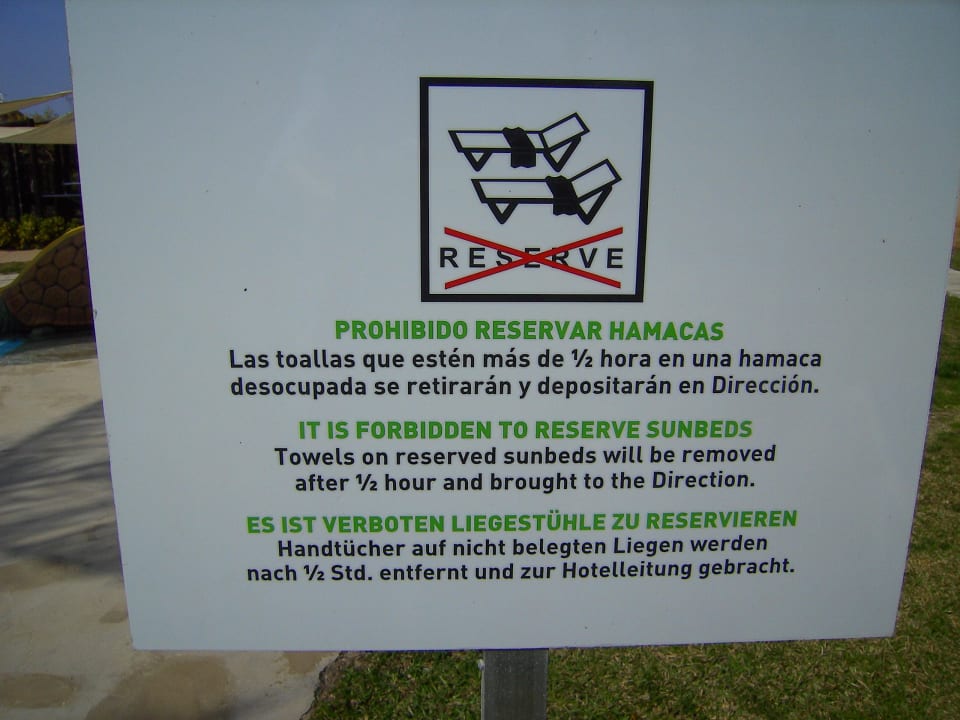 RESERVE
PROHIBIDO RESERVAR HAMACAS
Las toallas que estén más de ½ hora en una hamaca
desocupada se retirarán y depositarán en Dirección.
IT IS FORBIDDEN TO RESERVE SUNBEDS
Towels on reserved sunbeds will be removed
after ½ hour and brought to the Direction.
ES IST VERBOTEN LIEGESTÜHLE ZU RESERVIEREN
Handtücher auf nicht belegten Liegen werden
nach ½ Std. entfernt und zur Hotelleitung gebracht.